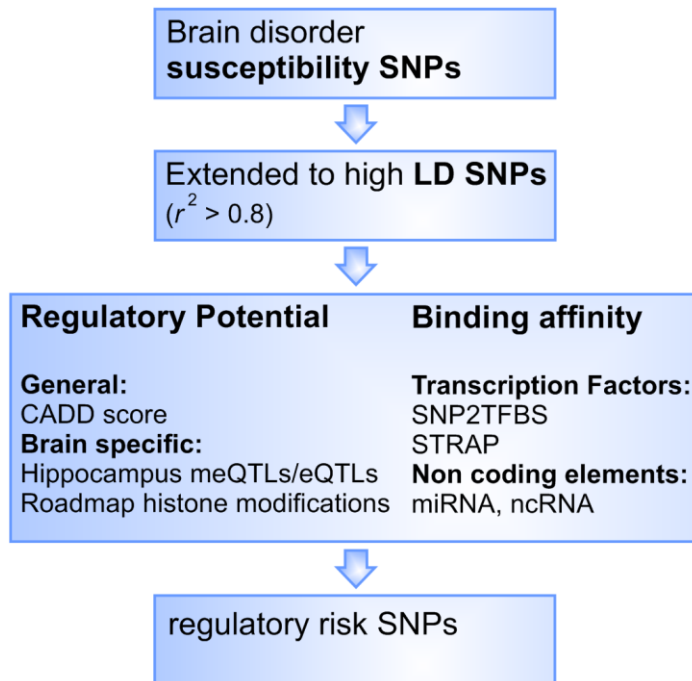 Brain disorder
susceptibility SNPs
Extended to high LD SNPs
(r² > 0.8)
Regulatory Potential
General:
CADD score
Brain specific:
Hippocampus meQTLs/eQTLs
Roadmap histone modifications
Binding affinity
Transcription Factors:
SNP2TFBS
STRAP
Non coding elements:
miRNA, ncRNA
regulatory risk SNPs